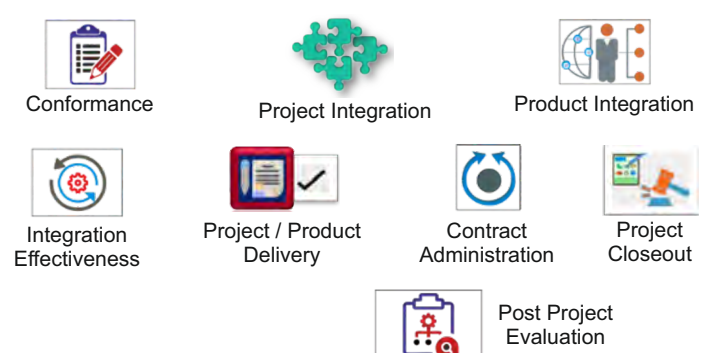 Conformance
Project Integration
Product Integration
Integration
Effectiveness
Project / Product
Delivery
Contract
Administration
Project
Closeout
Post Project
Evaluation